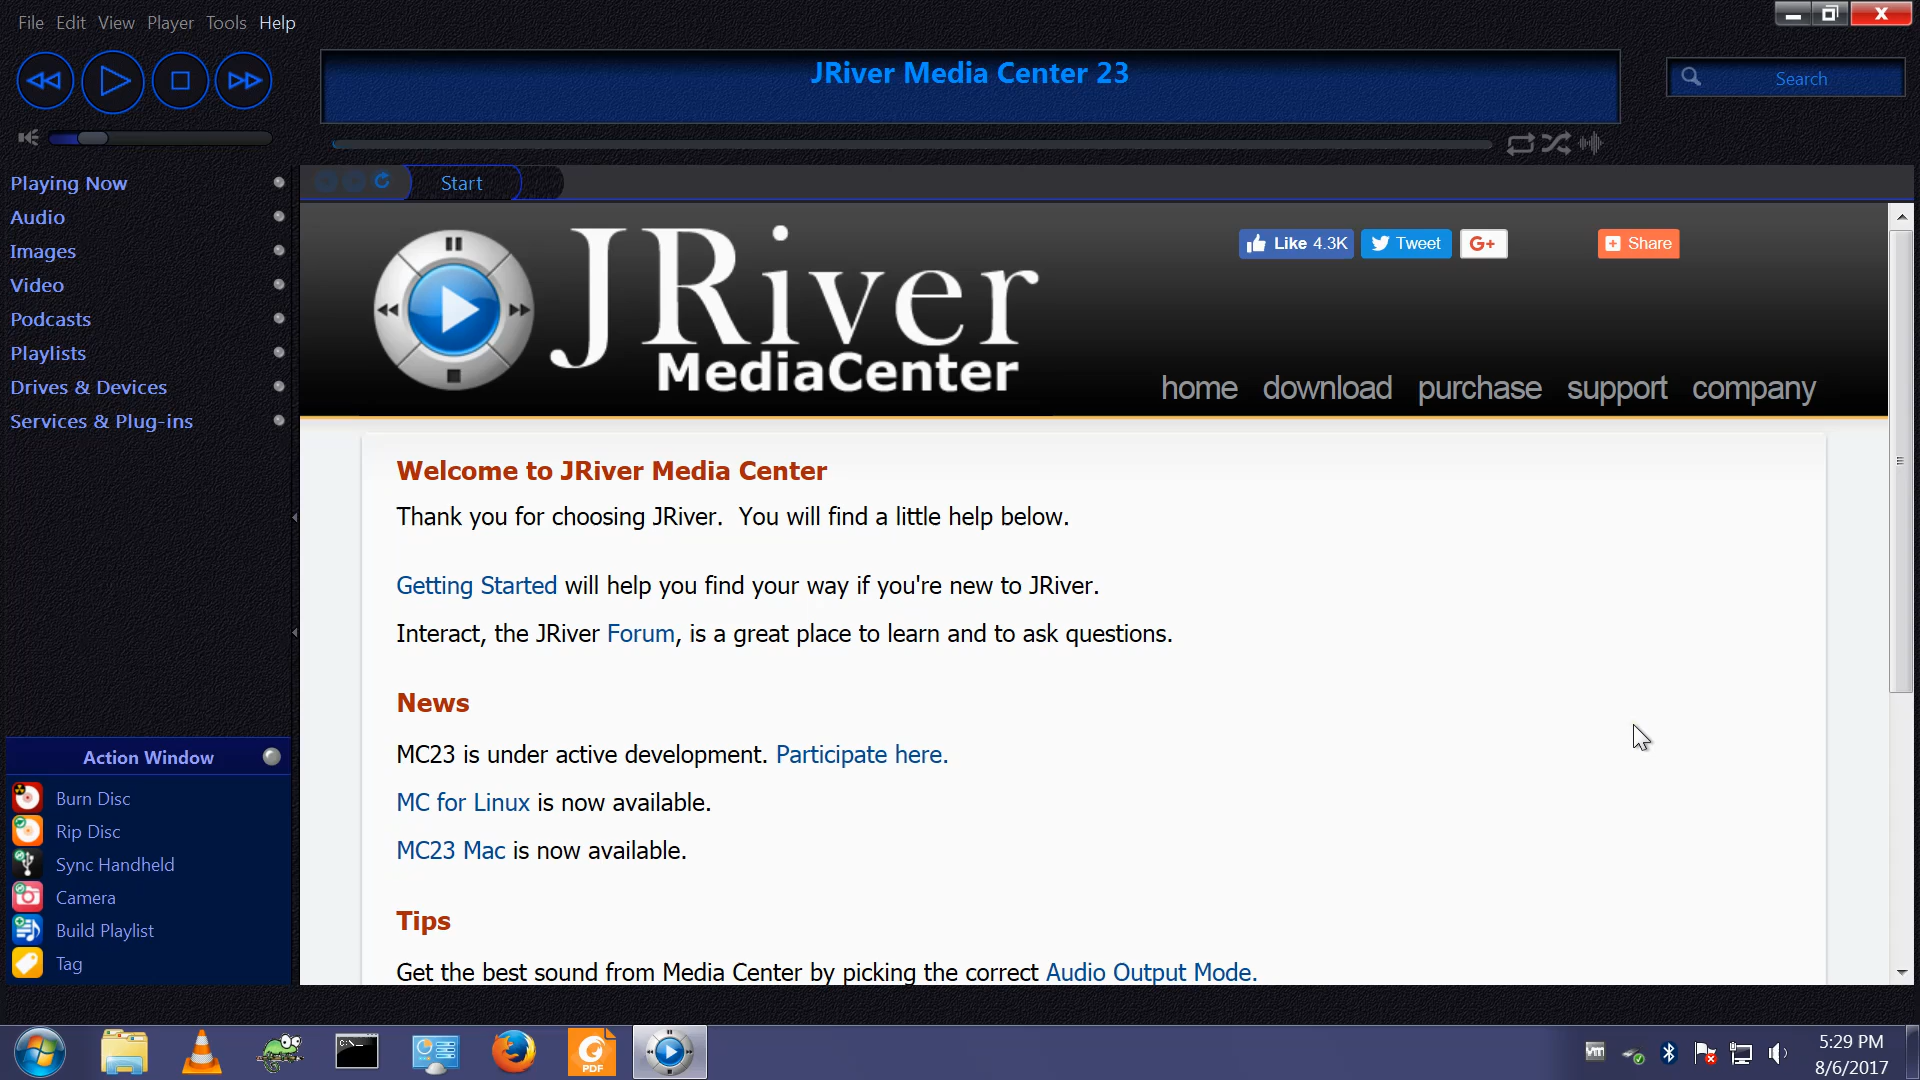 File Edit View Player Tools Help
JRiver Media Center 23
Search
Playing Now
Audio
Images
Video
Podcasts
Playlists
Drives & Devices
Services & Plug-ins
Start
JRiver
MediaCenter
Like 4.3K
Tweet
G+
Share
home download purchase support company
Welcome to JRiver Media Center
Thank you for choosing JRiver. You will find a little help below.
Getting Started will help you find your way if you're new to JRiver.
Interact, the JRiver Forum, is a great place to learn and to ask questions.
News
MC23 is under active development. Participate here.
MC for Linux is now available.
MC23 Mac is now available.
Tips
Get the best sound from Media Center by picking the correct Audio Output Mode.
Action Window
Burn Disc
Rip Disc
Sync Handheld
Camera
Build Playlist
Tag
PDF
vm
5:29 PM
8/6/2017